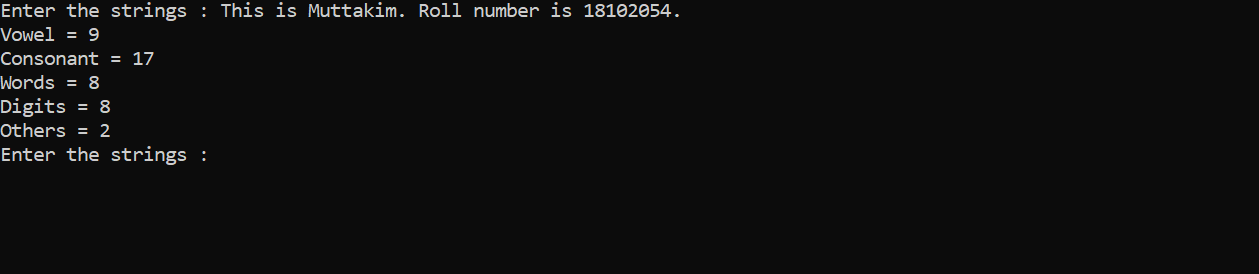 Enter the strings : This is Muttakim. Roll number is 18102054.
Vowel = 9
Consonant = 17
Words = 8
Digits = 8
Others = 2
Enter the strings :